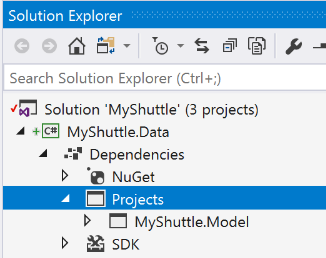 Solution Explorer
Search Solution Explorer (Ctrl+;)
Solution 'MyShuttle' (3 projects)
C# MyShuttle.Data
Dependencies
NuGet
Projects
MyShuttle.Model
SDK